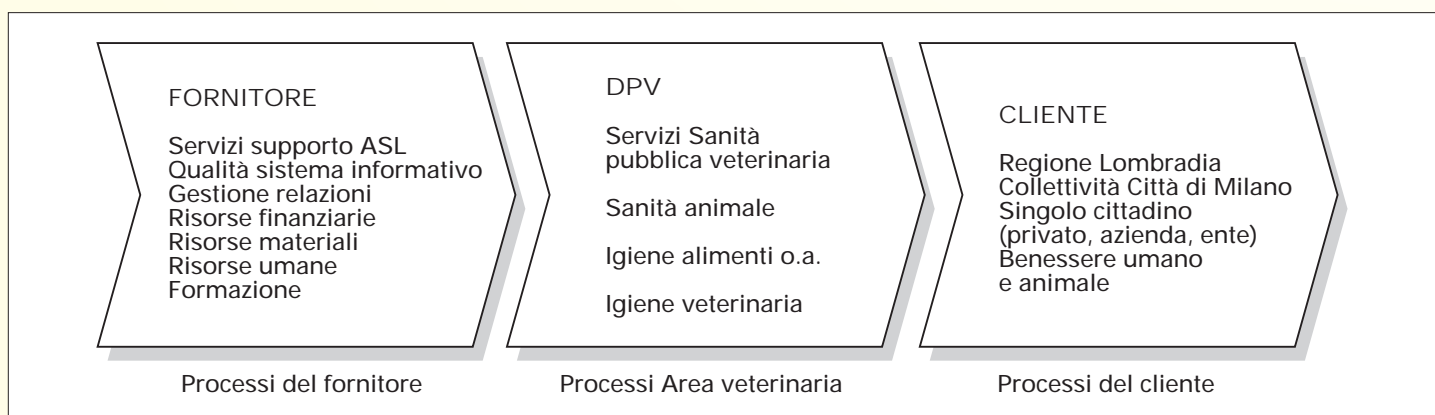 FORNITORE
Servizi supporto ASL
Qualità sistema informativo
Gestione relazioni
Risorse finanziarie
Risorse materiali
Risorse umane
Formazione
Processi del fornitore
DPV
Servizi Sanità
pubblica veterinaria
Sanità animale
Igiene alimenti o.a.
Igiene veterinaria
Processi Area veterinaria
CLIENTE
Regione Lombradia
Collettività Città di Milano
Singolo cittadino
(privato, azienda, ente)
Benessere umano
e animale
Processi del cliente